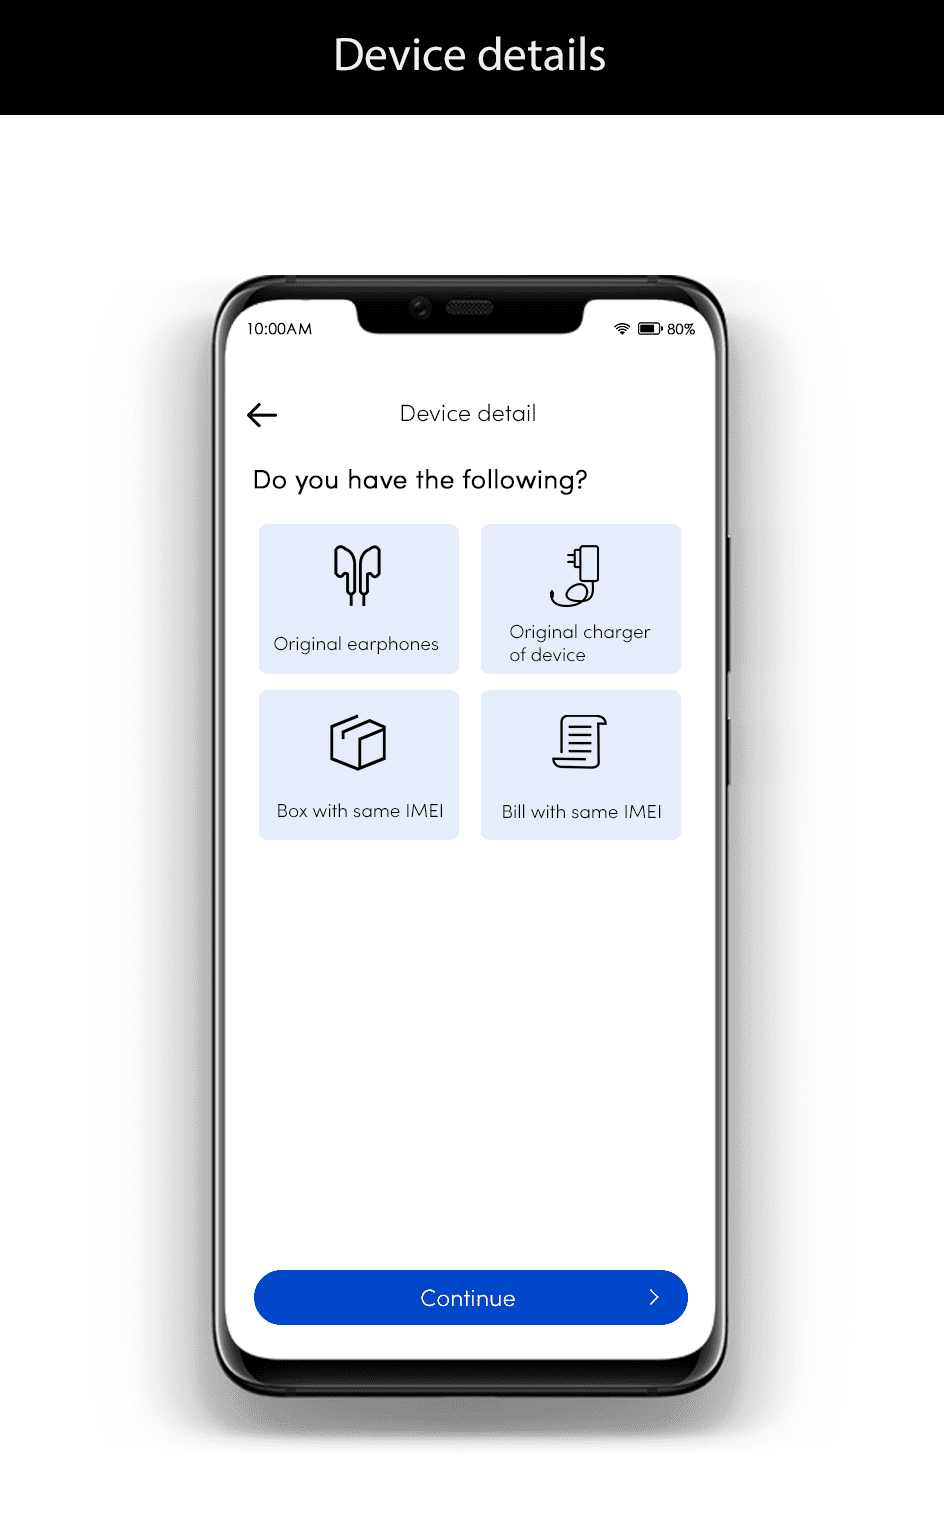 Device details
10:00AM
80%
Device detail
Do you have the following?
Original earphones
Original charger
of device
Box with same IMEI
Bill with same IMEI
Continue